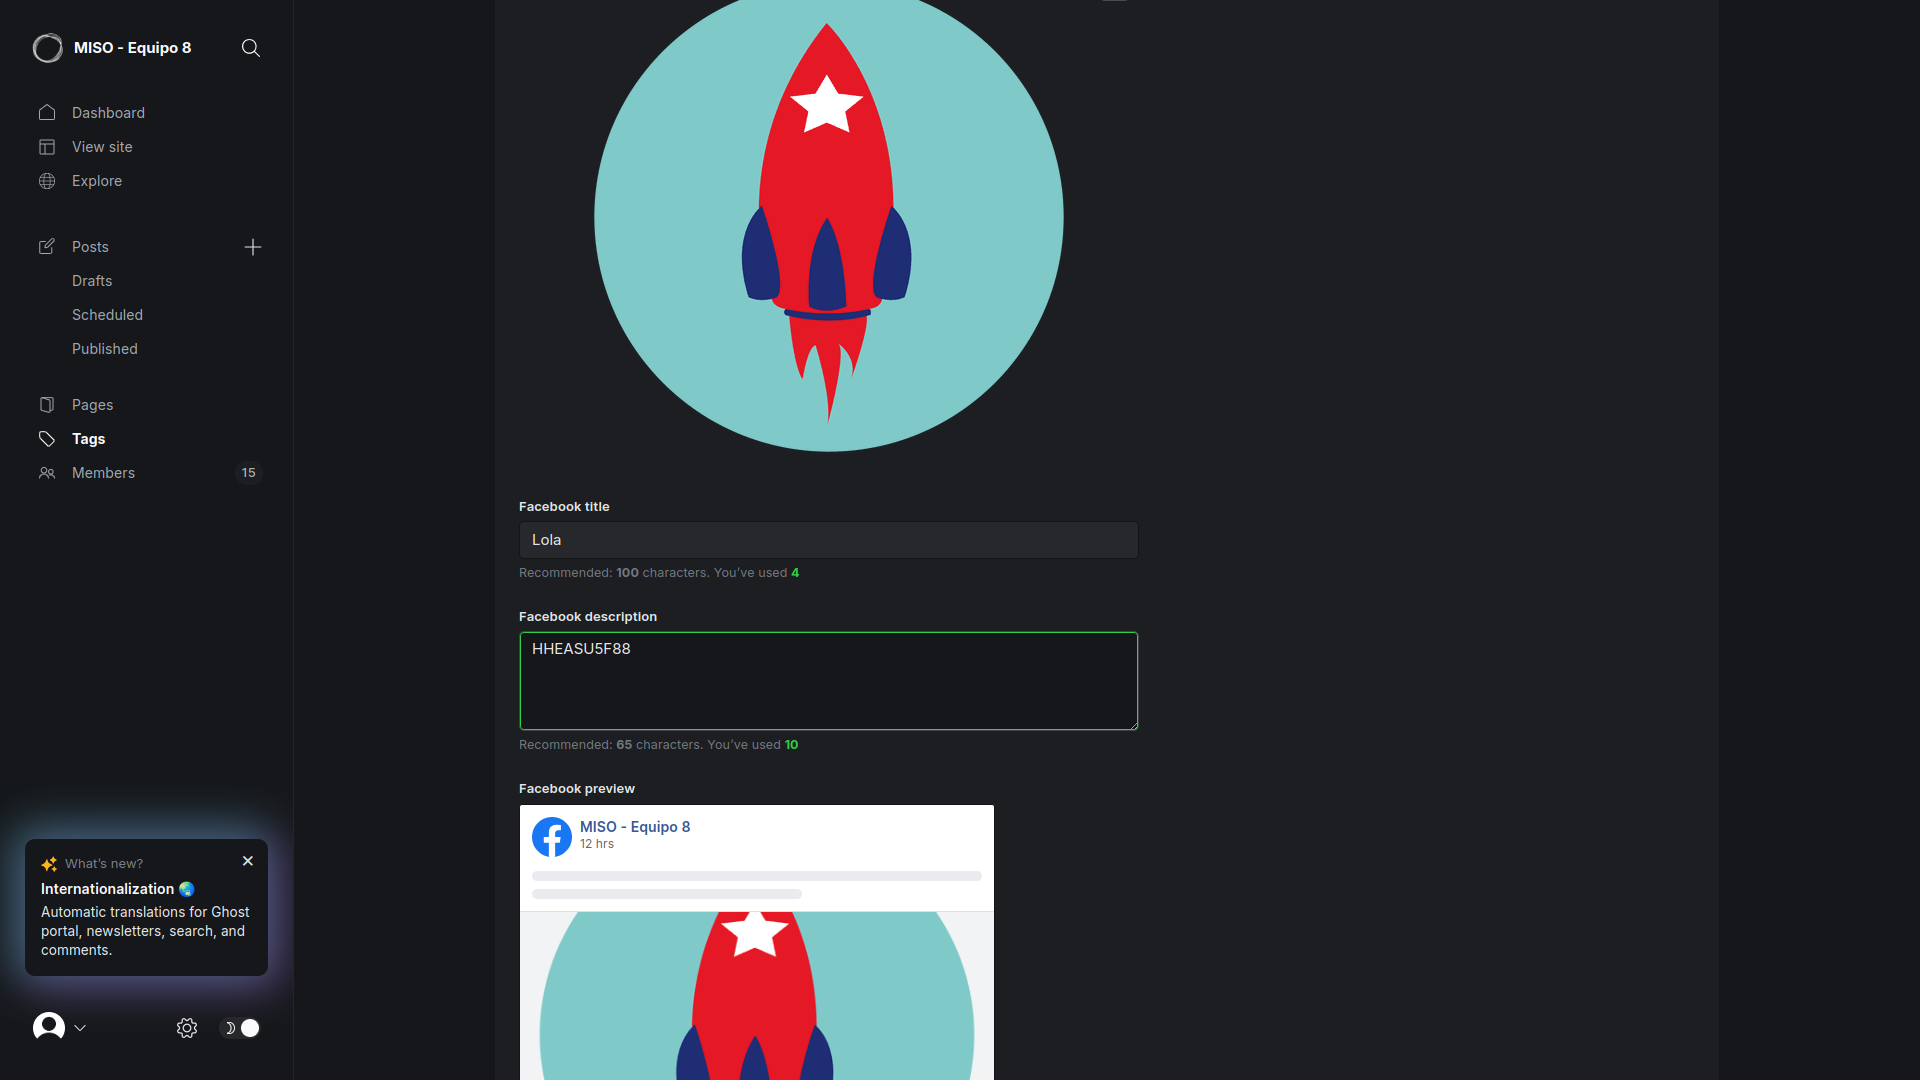 MISO - Equipo 8
Dashboard
View site
Explore
Posts
Drafts
Scheduled
Published
Pages
Tags
Members 15
What's new?
Internationalization
Automatic translations for Ghost
portal, newsletters, search, and
comments.
Facebook title
Lola
Recommended: 100 characters. You've used 4
Facebook description
HHEASU5F88
Recommended: 65 characters. You've used 10
Facebook preview
MISO - Equipo 8
12 hrs